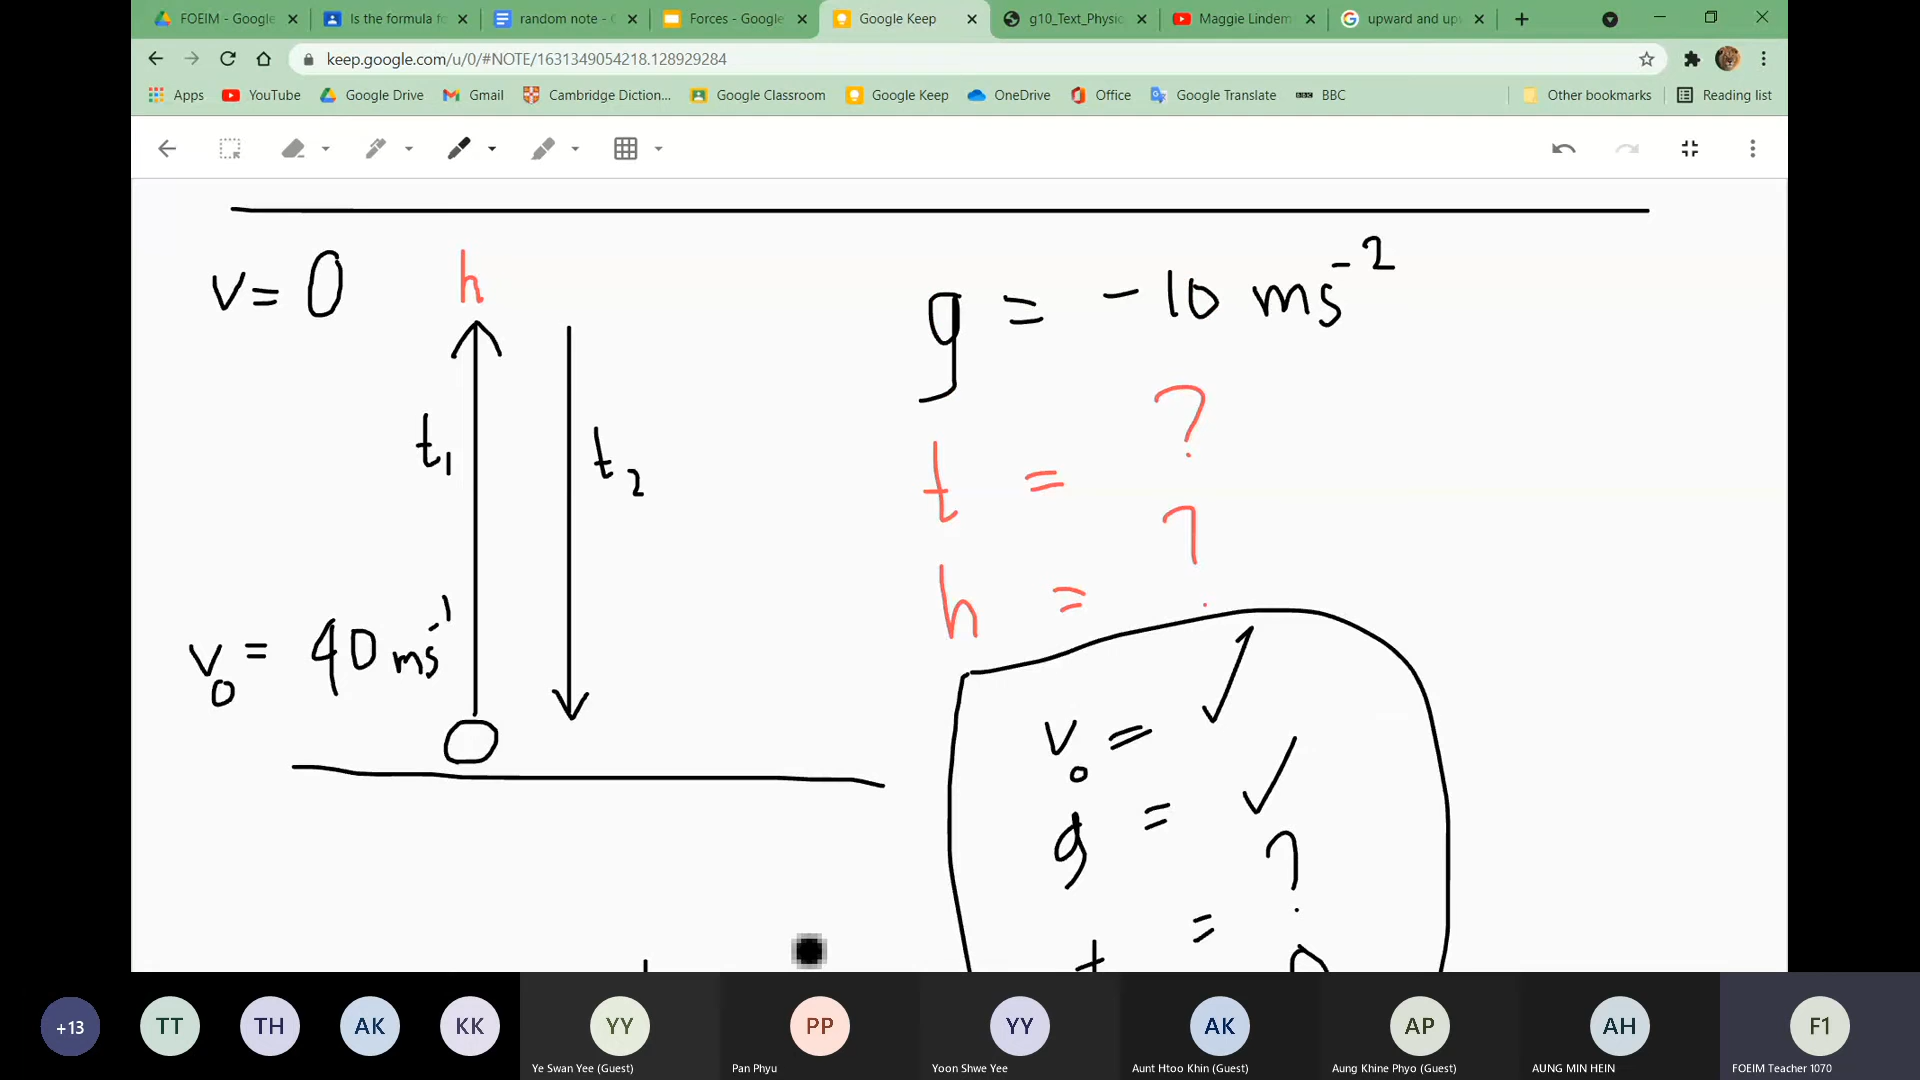 FOEIM - Google
Is the formula fo
random note - G
Forces - Google
Google Keep
g10_Text_Physic
Maggie Lindem
upward and up
keep.google.com/u/0/#NOTE/1631349054218.128929284
Apps
YouTube
Google Drive
Gmail
Cambridge Diction...
Google Classroom
Google Keep
OneDrive
Office
Google Translate
BBC
Other bookmarks
Reading list
v = 0
h
g = -10 ms⁻²
t₁
t₂
t = ?
h = ?
v₀ = 40 ms⁻¹
v₀ = ✓
g = ✓
t = ?
+13
TT
TH
AK
KK
YY
Ye Swan Yee (Guest)
PP
Pan Phyu
YY
Yoon Shwe Yee
AK
Aunt Htoo Khin (Guest)
AP
Aung Khine Phyo (Guest)
AH
AUNG MIN HEIN
F1
FOEIM Teacher 1070